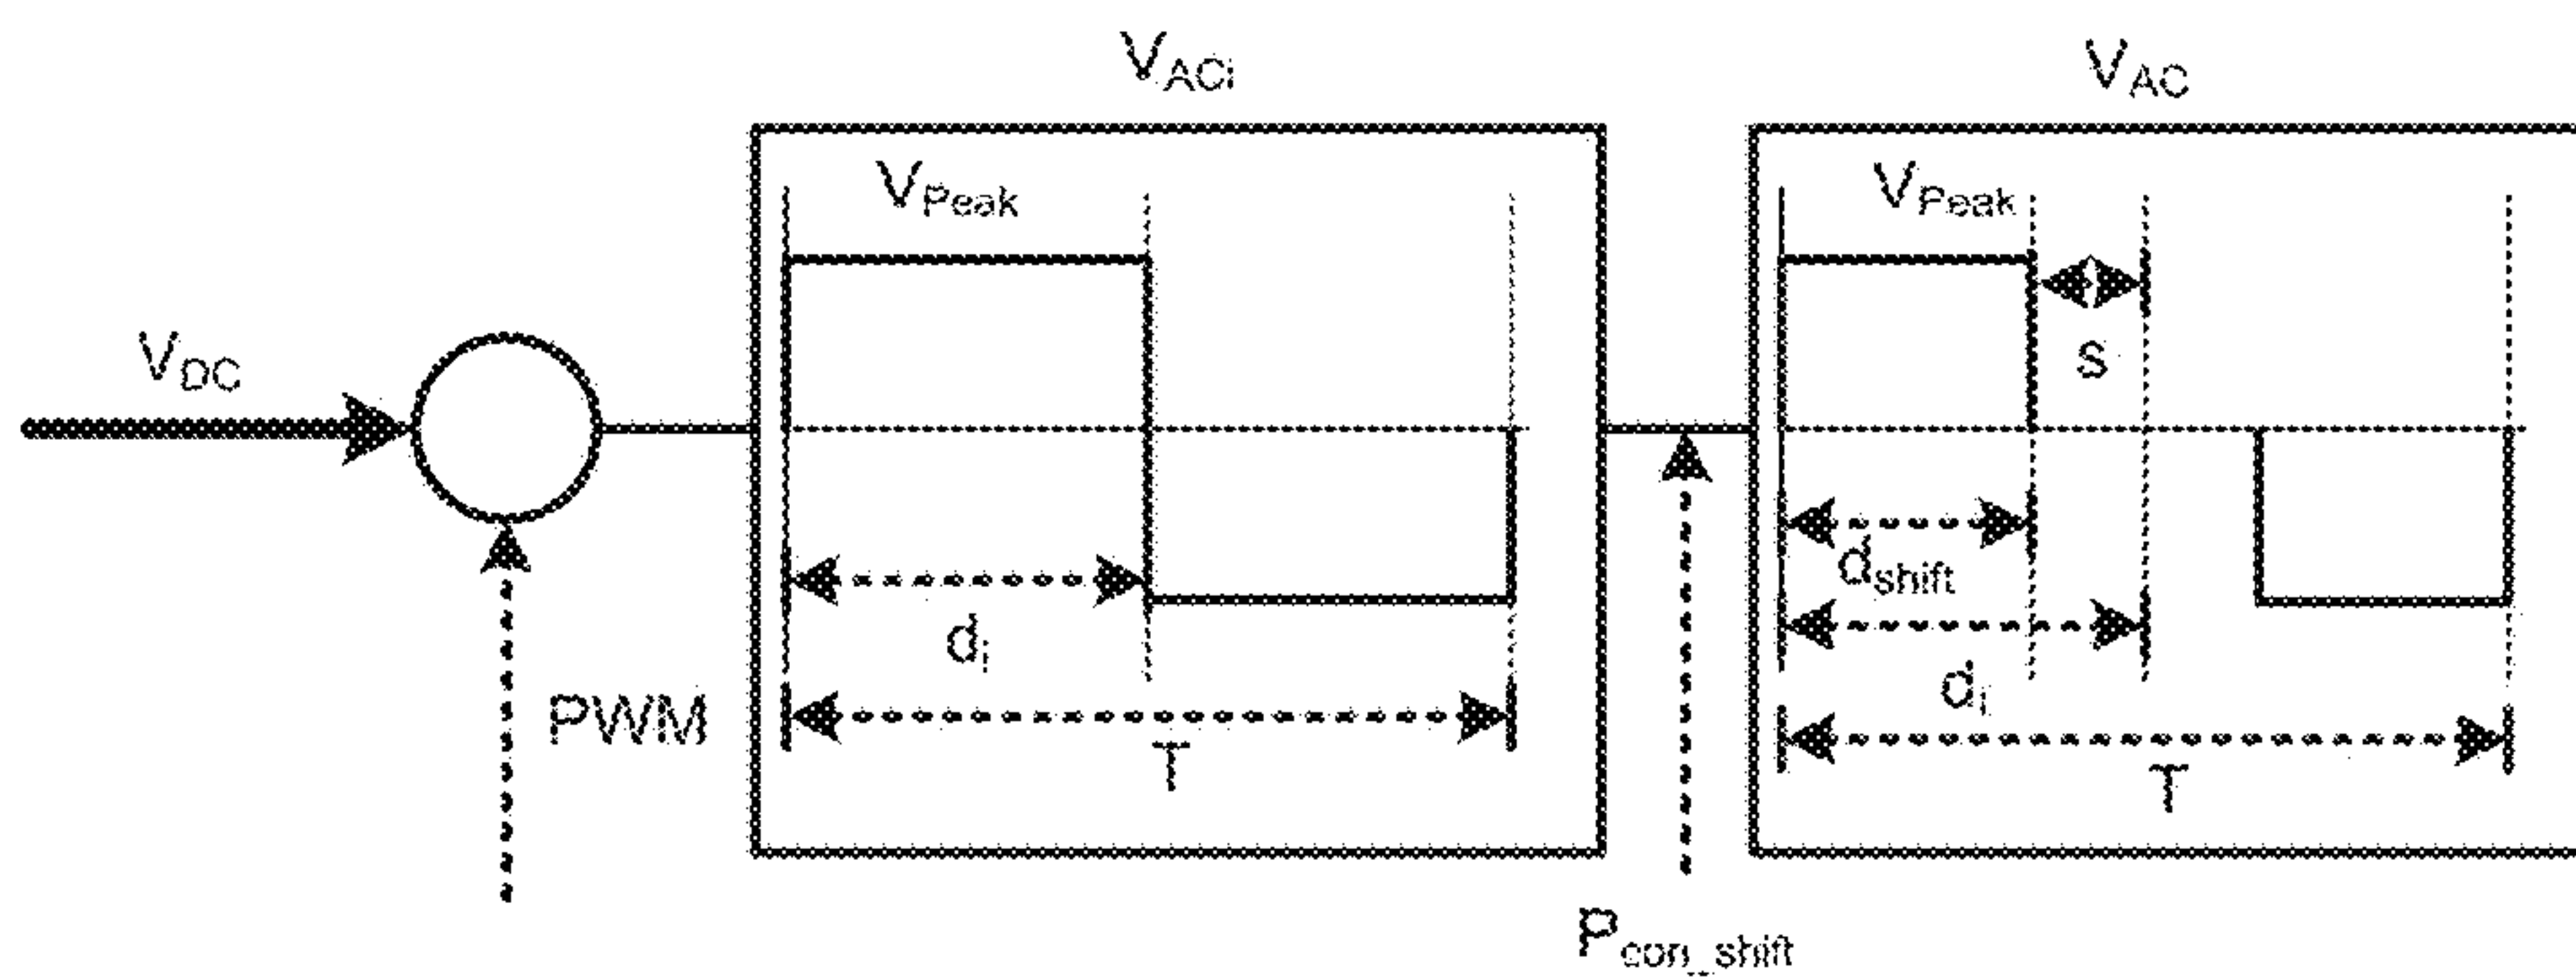 V_ACi
V_AC
V_Peak
V_Peak
V_DC
S
d_shift
d_i
d_i
PWM
T
T
P_con_shift